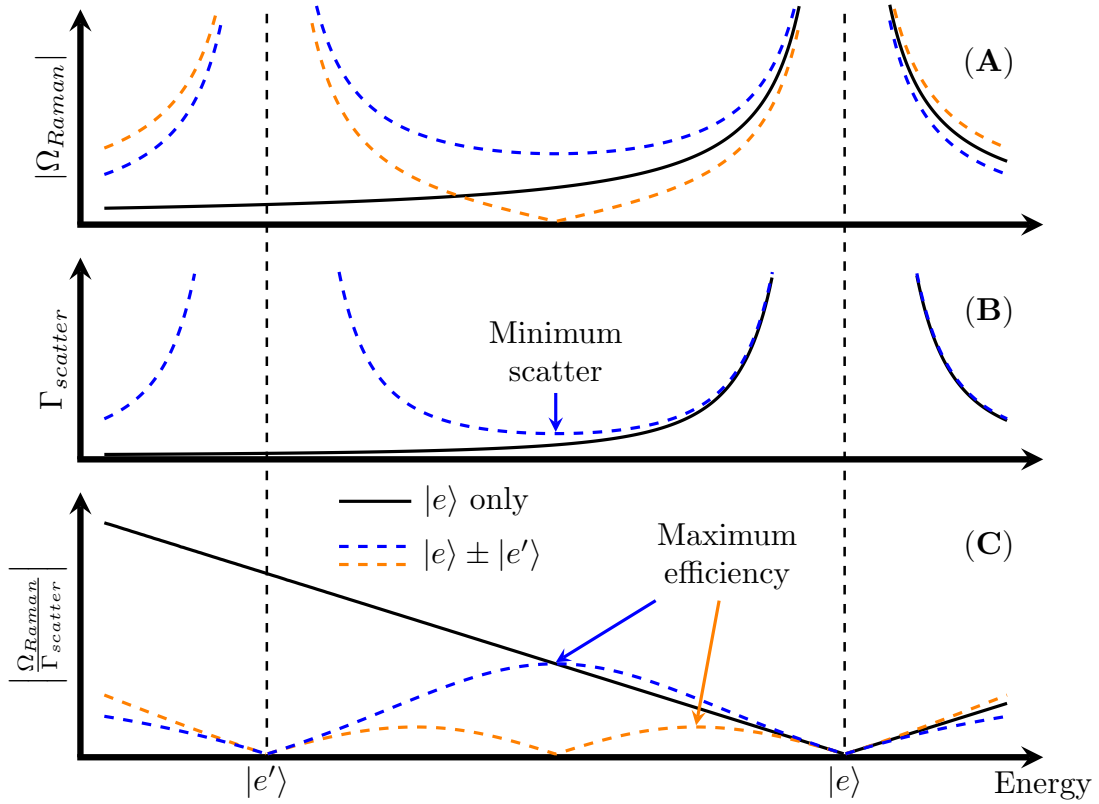 |Ω_Raman|
(A)
Γ_scatter
(B)
Minimum
scatter
|Ω_Raman / Γ_scatter|
(C)
|e⟩ only
|e⟩ ± |e′⟩
Maximum
efficiency
|e′⟩
|e⟩
Energy